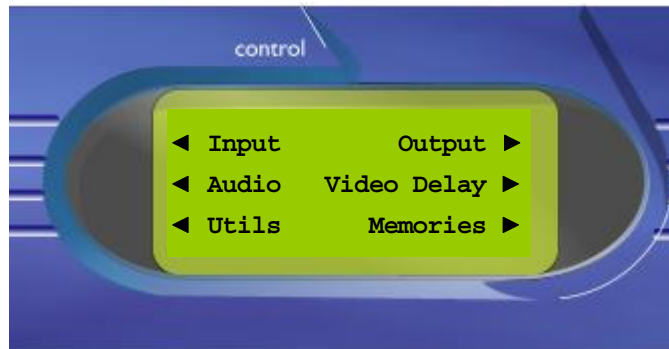 control
◄ Input Output ►
◄ Audio Video Delay ►
◄ Utils Memories ►